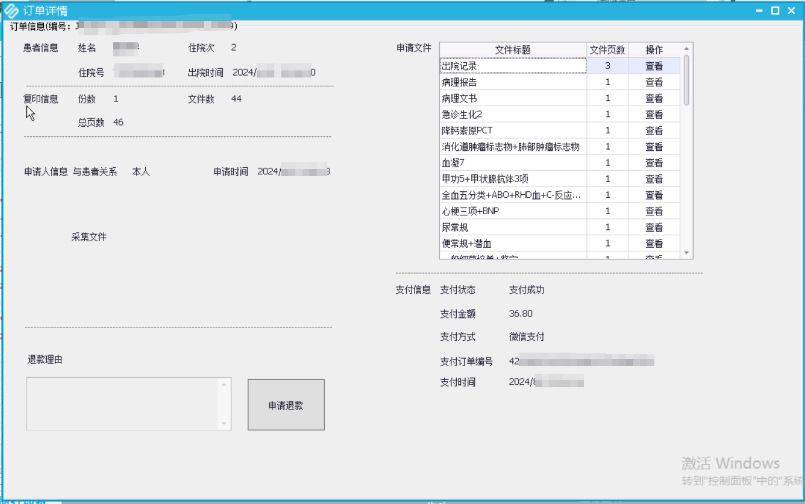 订单详情
订单信息(编号: J 9)
患者信息 姓名 住院次 2
住院号 出院时间 2024/ 0
复印信息 份数 1 文件数 44
总页数 46
申请人信息 与患者关系 本人 申请时间 2024/ 3
采集文件
退款理由
申请退款
申请文件
文件标题 文件页数 操作
出院记录 3 查看
病理报告 1 查看
病理文书 1 查看
急诊生化2 1 查看
降钙素原PCT 1 查看
消化道肿瘤标志物+肺部肿瘤标志物 1 查看
血凝7 1 查看
甲功5+甲状腺抗体3项 1 查看
全血五分类+ABO+RHD血+C-反应... 1 查看
心梗三项+BNP 1 查看
尿常规 1 查看
便常规+潜血 1 查看
支付信息 支付状态 支付成功
支付金额 36.80
支付方式 微信支付
支付订单编号 42
支付时间 2024/
激活 Windows
转到"控制面板"中的"系统